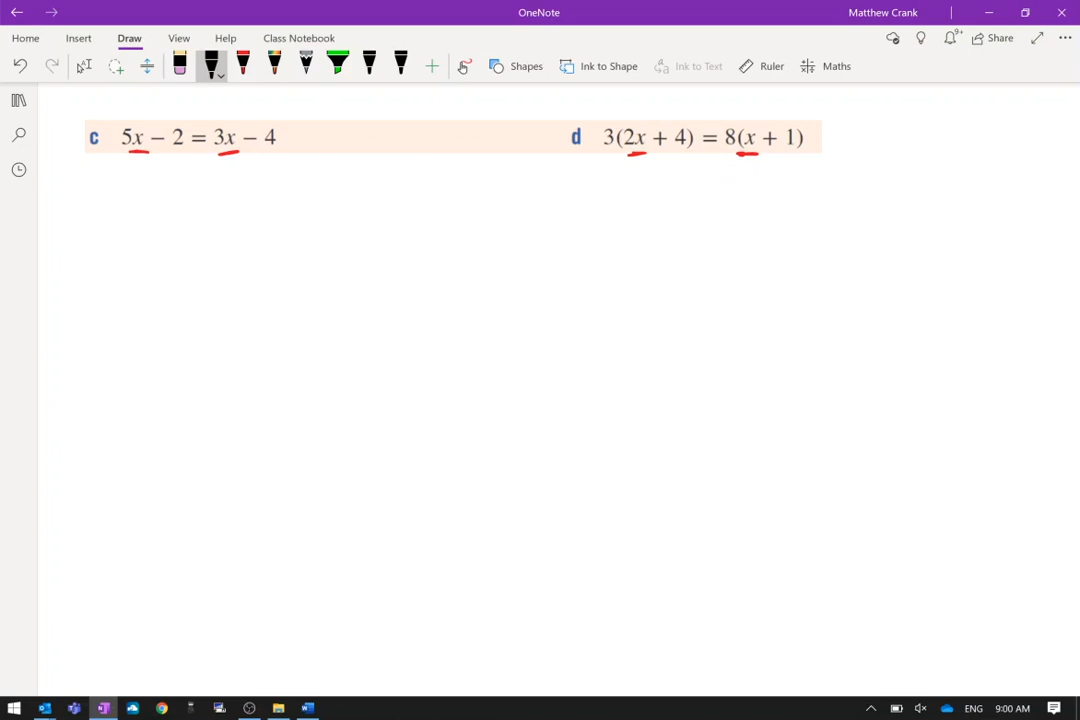 OneNote
Matthew Crank
Home Insert Draw View Help Class Notebook
Share
Shapes Ink to Shape Ink to Text Ruler Maths
c 5x − 2 = 3x − 4
d 3(2x + 4) = 8(x + 1)
ENG 9:00 AM